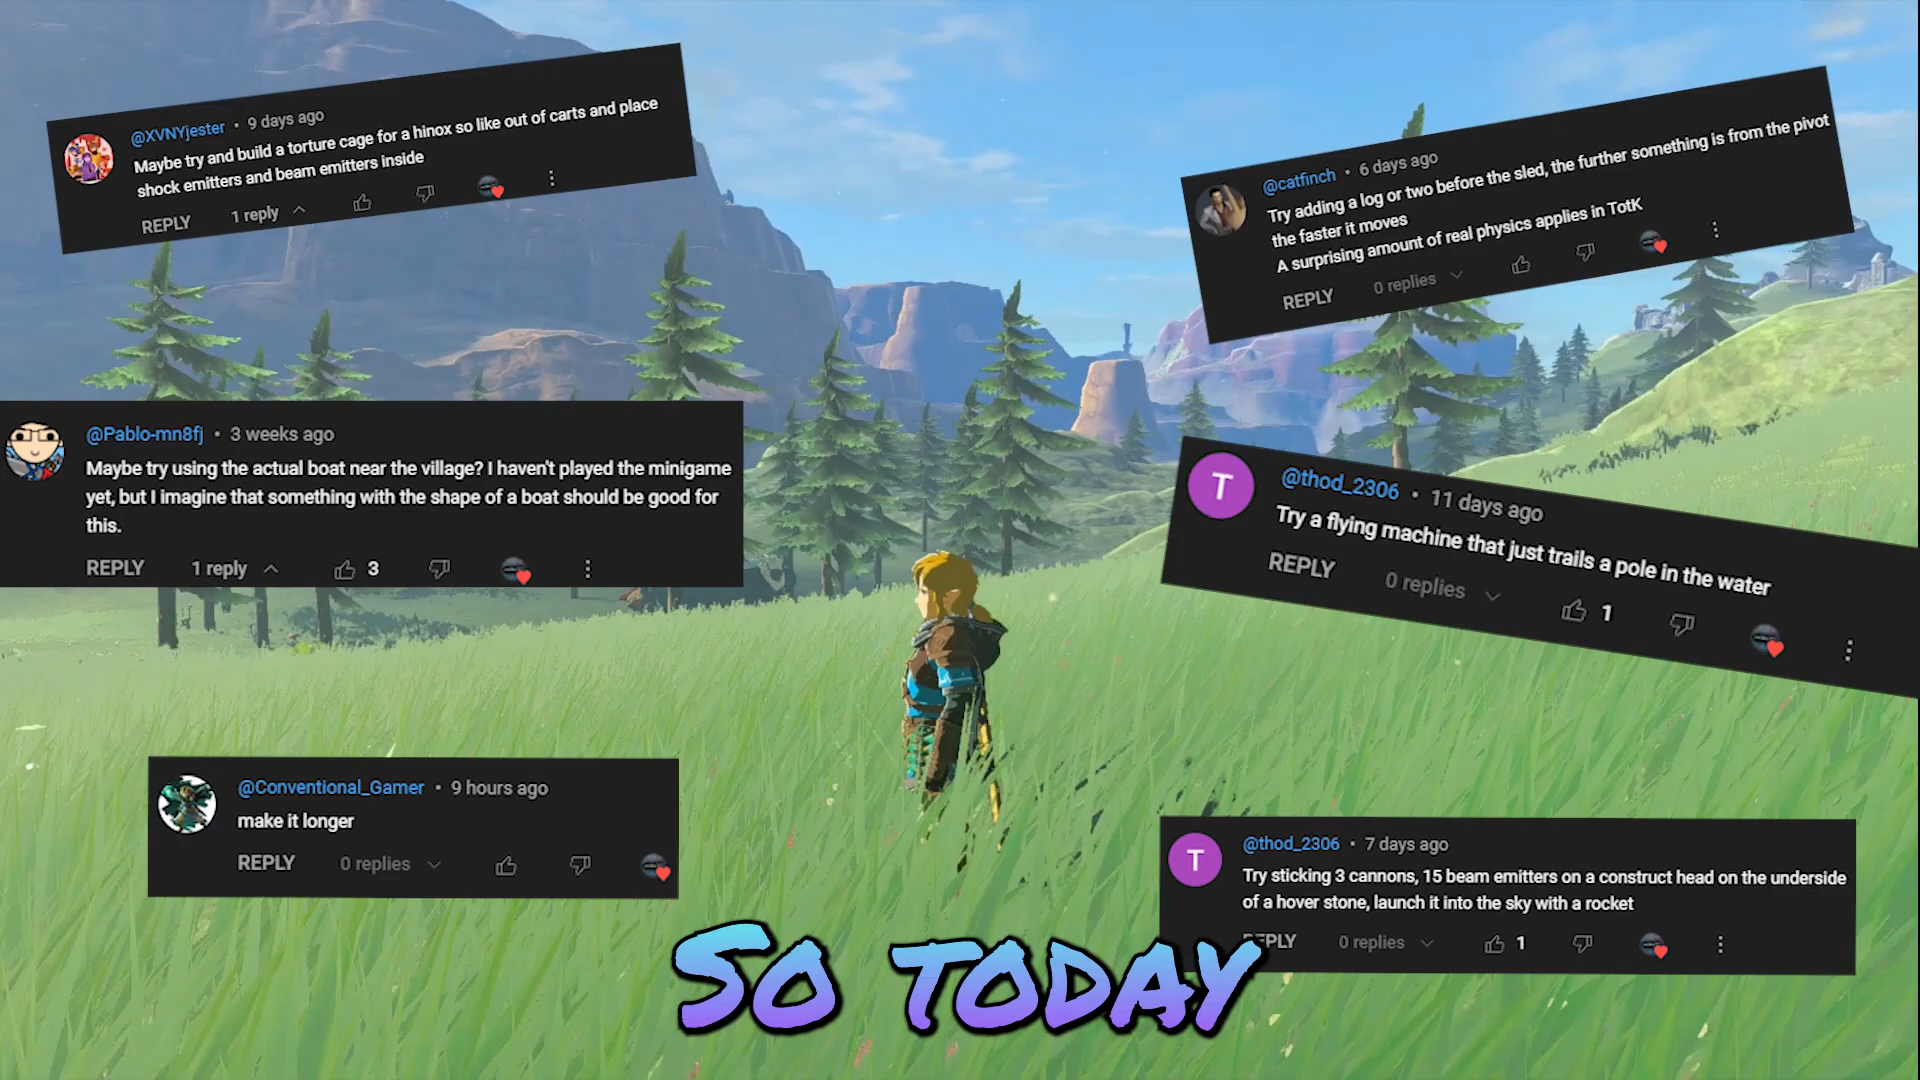 @XVNYjester • 9 days ago
Maybe try and build a torture cage for a hinox so like out of carts and place
shock emitters and beam emitters inside
REPLY 1 reply
@catfinch • 6 days ago
Try adding a log or two before the sled, the further something is from the pivot
the faster it moves
A surprising amount of real physics applies in TotK
REPLY 0 replies
@Pablo-mn8fj • 3 weeks ago
Maybe try using the actual boat near the village? I haven't played the minigame
yet, but I imagine that something with the shape of a boat should be good for
this.
REPLY 1 reply 3
T
@thod_2306 • 11 days ago
Try a flying machine that just trails a pole in the water
REPLY 0 replies 1
@Conventional_Gamer • 9 hours ago
make it longer
REPLY 0 replies
T
@thod_2306 • 7 days ago
Try sticking 3 cannons, 15 beam emitters on a construct head on the underside
of a hover stone, launch it into the sky with a rocket
REPLY 0 replies 1
So today